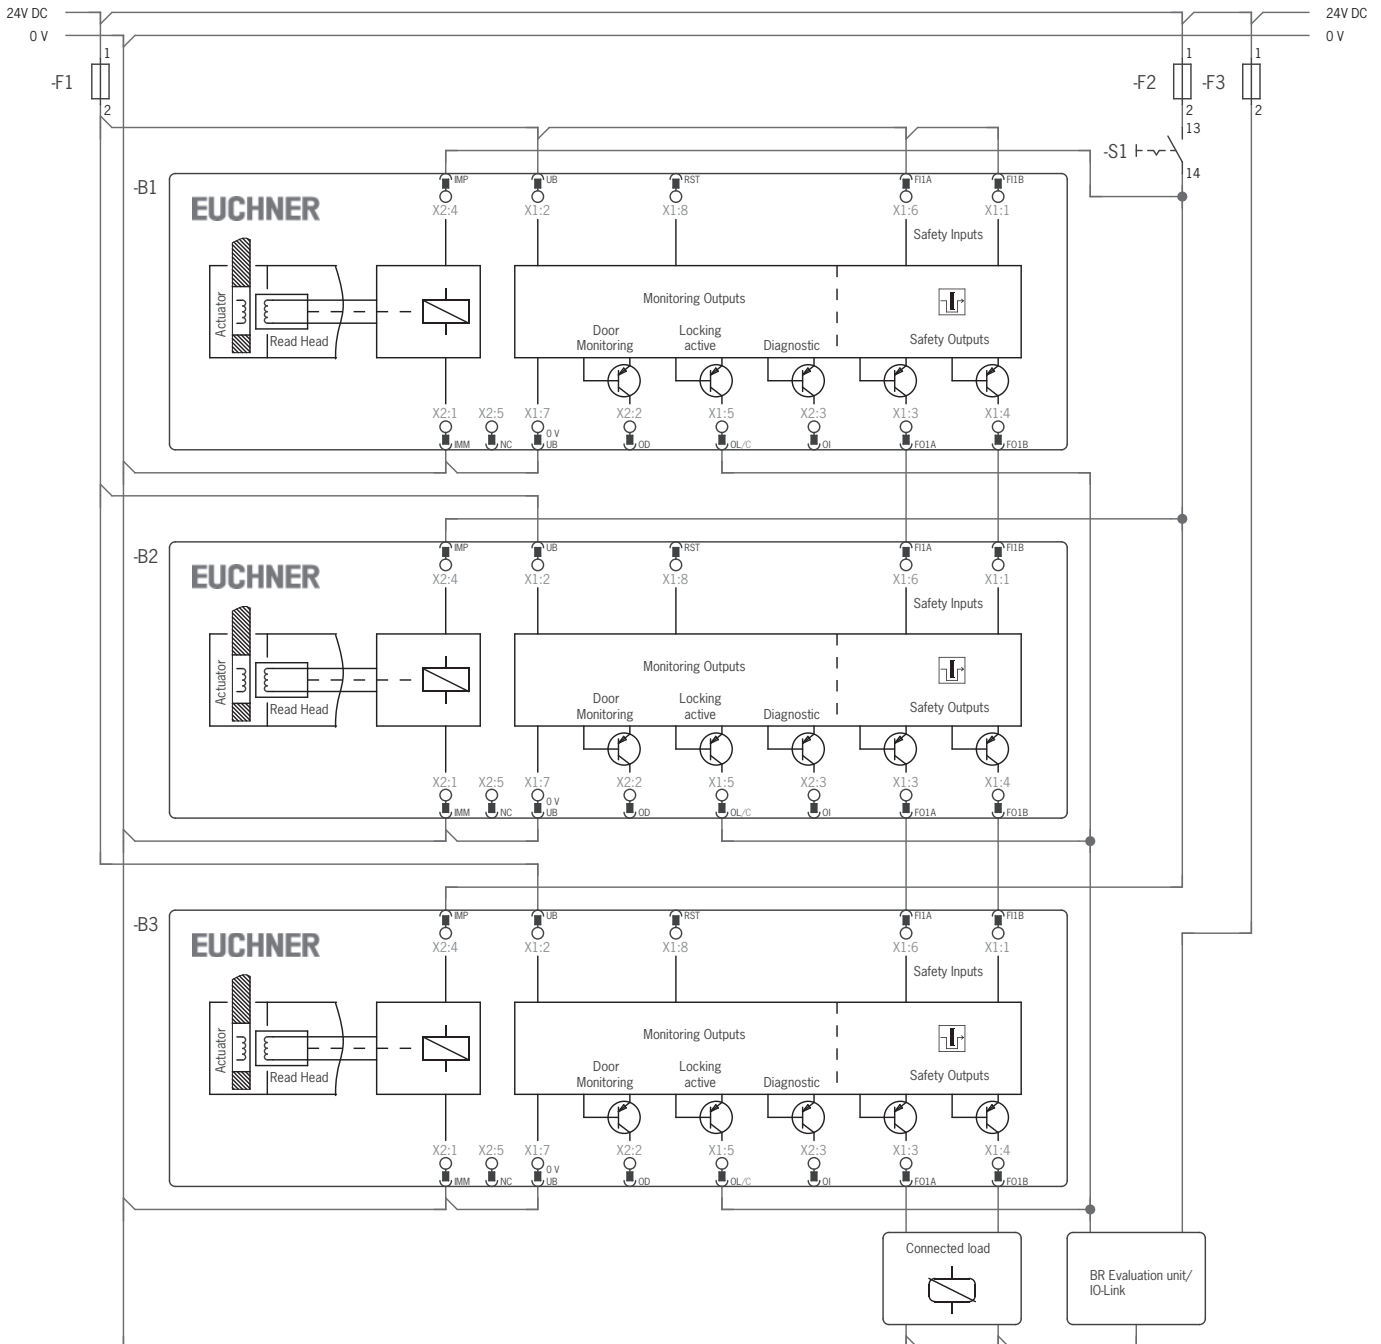 24V DC 24V DC
0 V 0 V
1 1 1
-F1 -F2 -F3
2 2 2
13
-S1
14
-B1
IMP UB RST FI1A FI1B
EUCHNER
X2:4 X1:2 X1:8 X1:6 X1:1
Safety Inputs
Actuator
Monitoring Outputs
Read Head
Door Monitoring
Locking active
Diagnostic
Safety Outputs
X2:1 X2:5 X1:7 X2:2 X1:5 X2:3 X1:3 X1:4
0 V
IMM NC UB OD OL/C OI FO1A FO1B
-B2
IMP UB RST FI1A FI1B
EUCHNER
X2:4 X1:2 X1:8 X1:6 X1:1
Safety Inputs
Actuator
Monitoring Outputs
Read Head
Door Monitoring
Locking active
Diagnostic
Safety Outputs
X2:1 X2:5 X1:7 X2:2 X1:5 X2:3 X1:3 X1:4
0 V
IMM NC UB OD OL/C OI FO1A FO1B
-B3
IMP UB RST FI1A FI1B
EUCHNER
X2:4 X1:2 X1:8 X1:6 X1:1
Safety Inputs
Actuator
Monitoring Outputs
Read Head
Door Monitoring
Locking active
Diagnostic
Safety Outputs
X2:1 X2:5 X1:7 X2:2 X1:5 X2:3 X1:3 X1:4
0 V
IMM NC UB OD OL/C OI FO1A FO1B
Connected load
BR Evaluation unit/
IO-Link